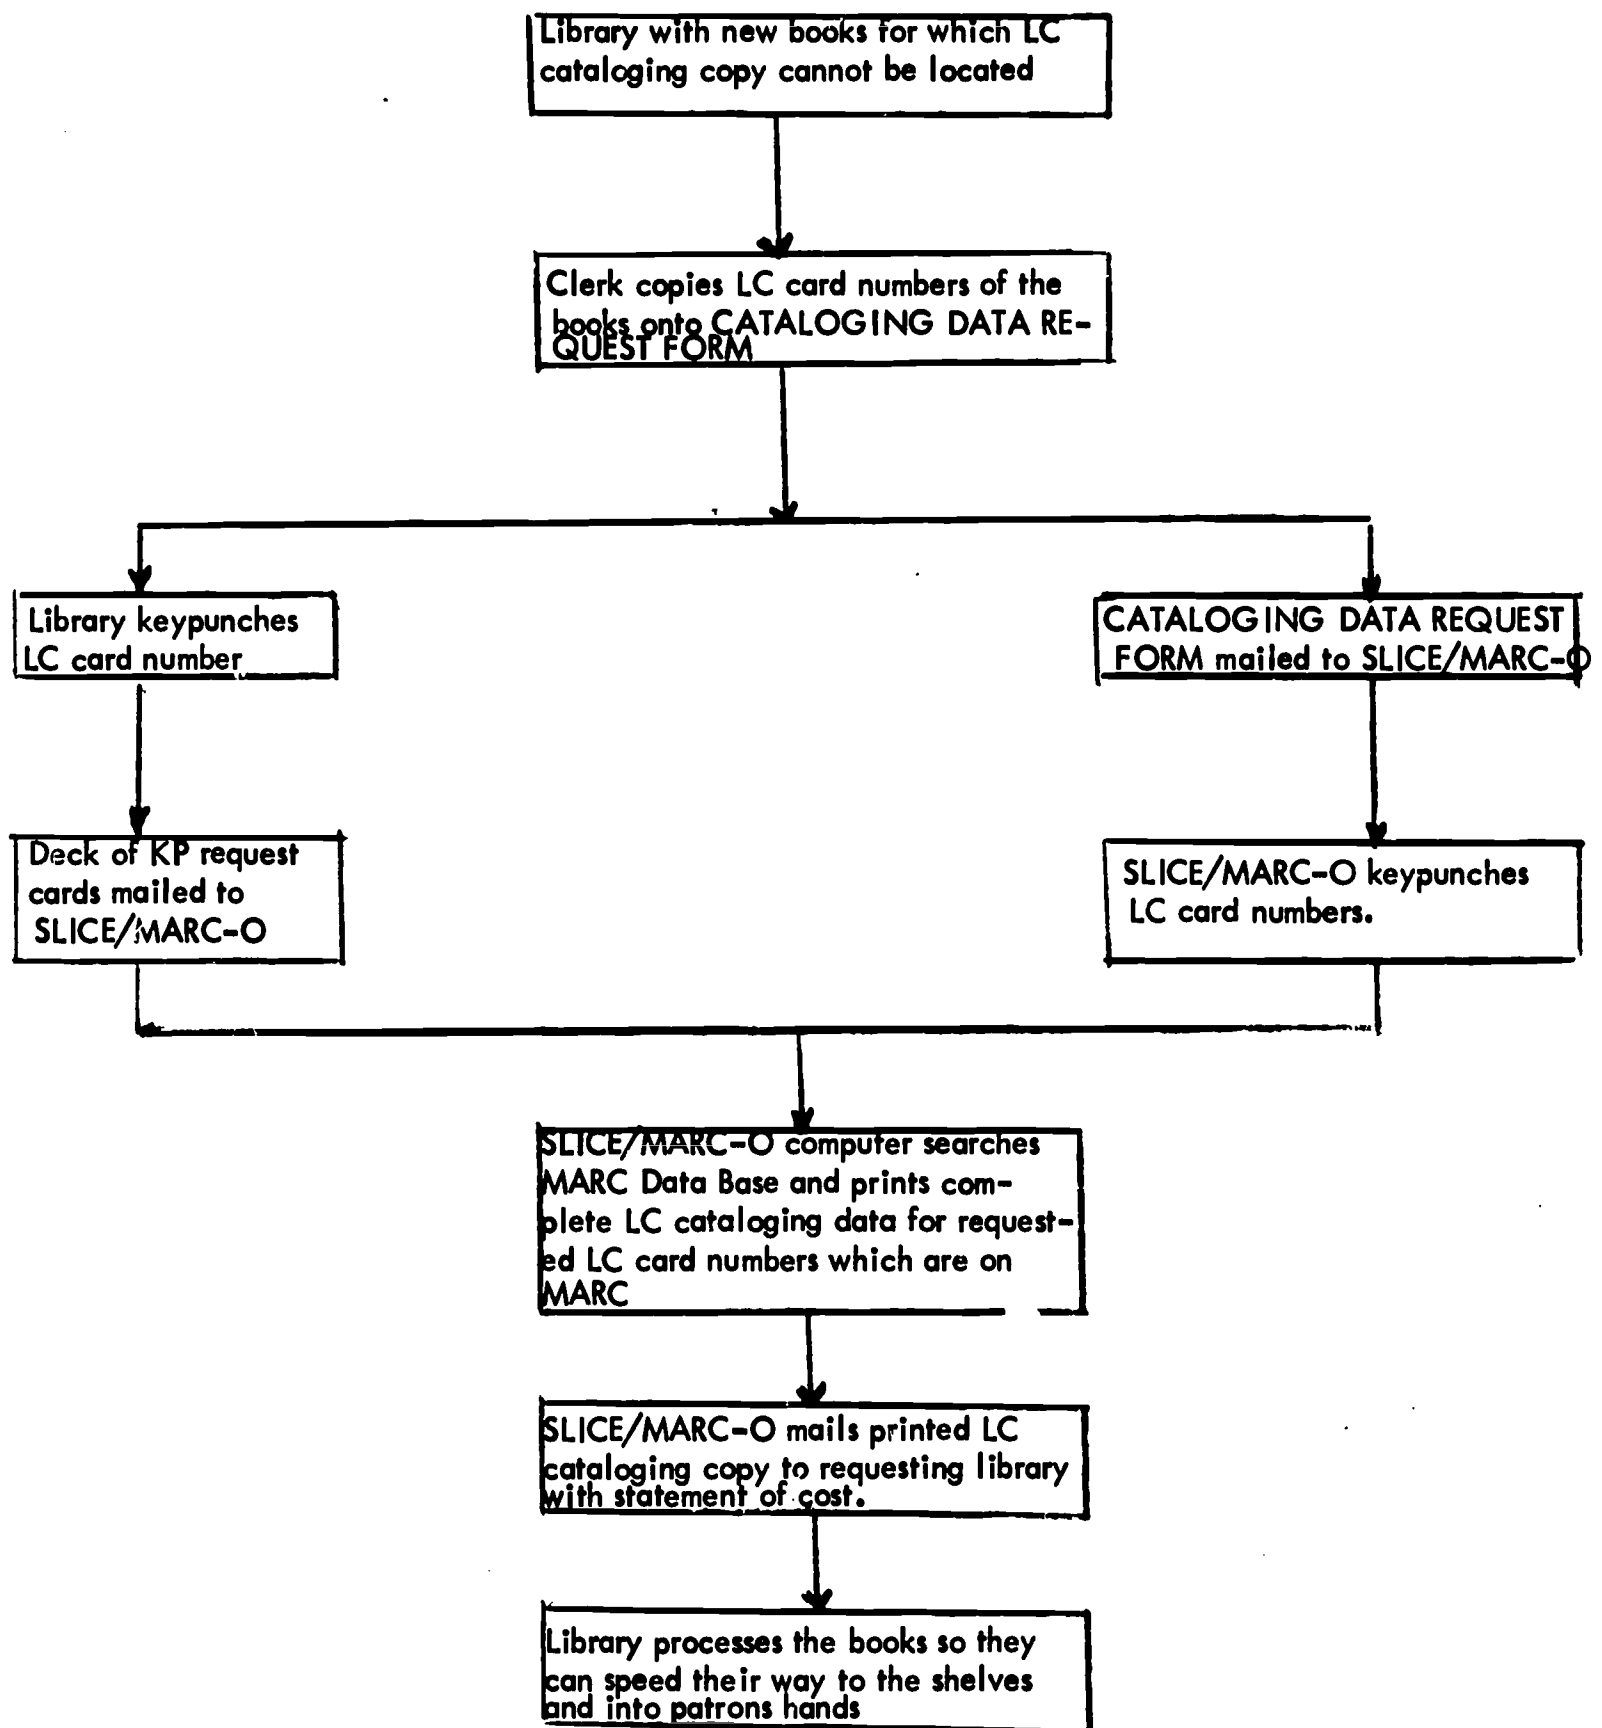 Library with new books for which LC
cataloging copy cannot be located
Clerk copies LC card numbers of the
books onto CATALOGING DATA RE-
QUEST FORM
Library keypunches
LC card number
CATALOGING DATA REQUEST
FORM mailed to SLICE/MARC-O
Deck of KP request
cards mailed to
SLICE/MARC-O
SLICE/MARC-O keypunches
LC card numbers.
SLICE/MARC-O computer searches
MARC Data Base and prints com-
plete LC cataloging data for request-
ed LC card numbers which are on
MARC
SLICE/MARC-O mails printed LC
cataloging copy to requesting library
with statement of cost.
Library processes the books so they
can speed their way to the shelves
and into patrons hands